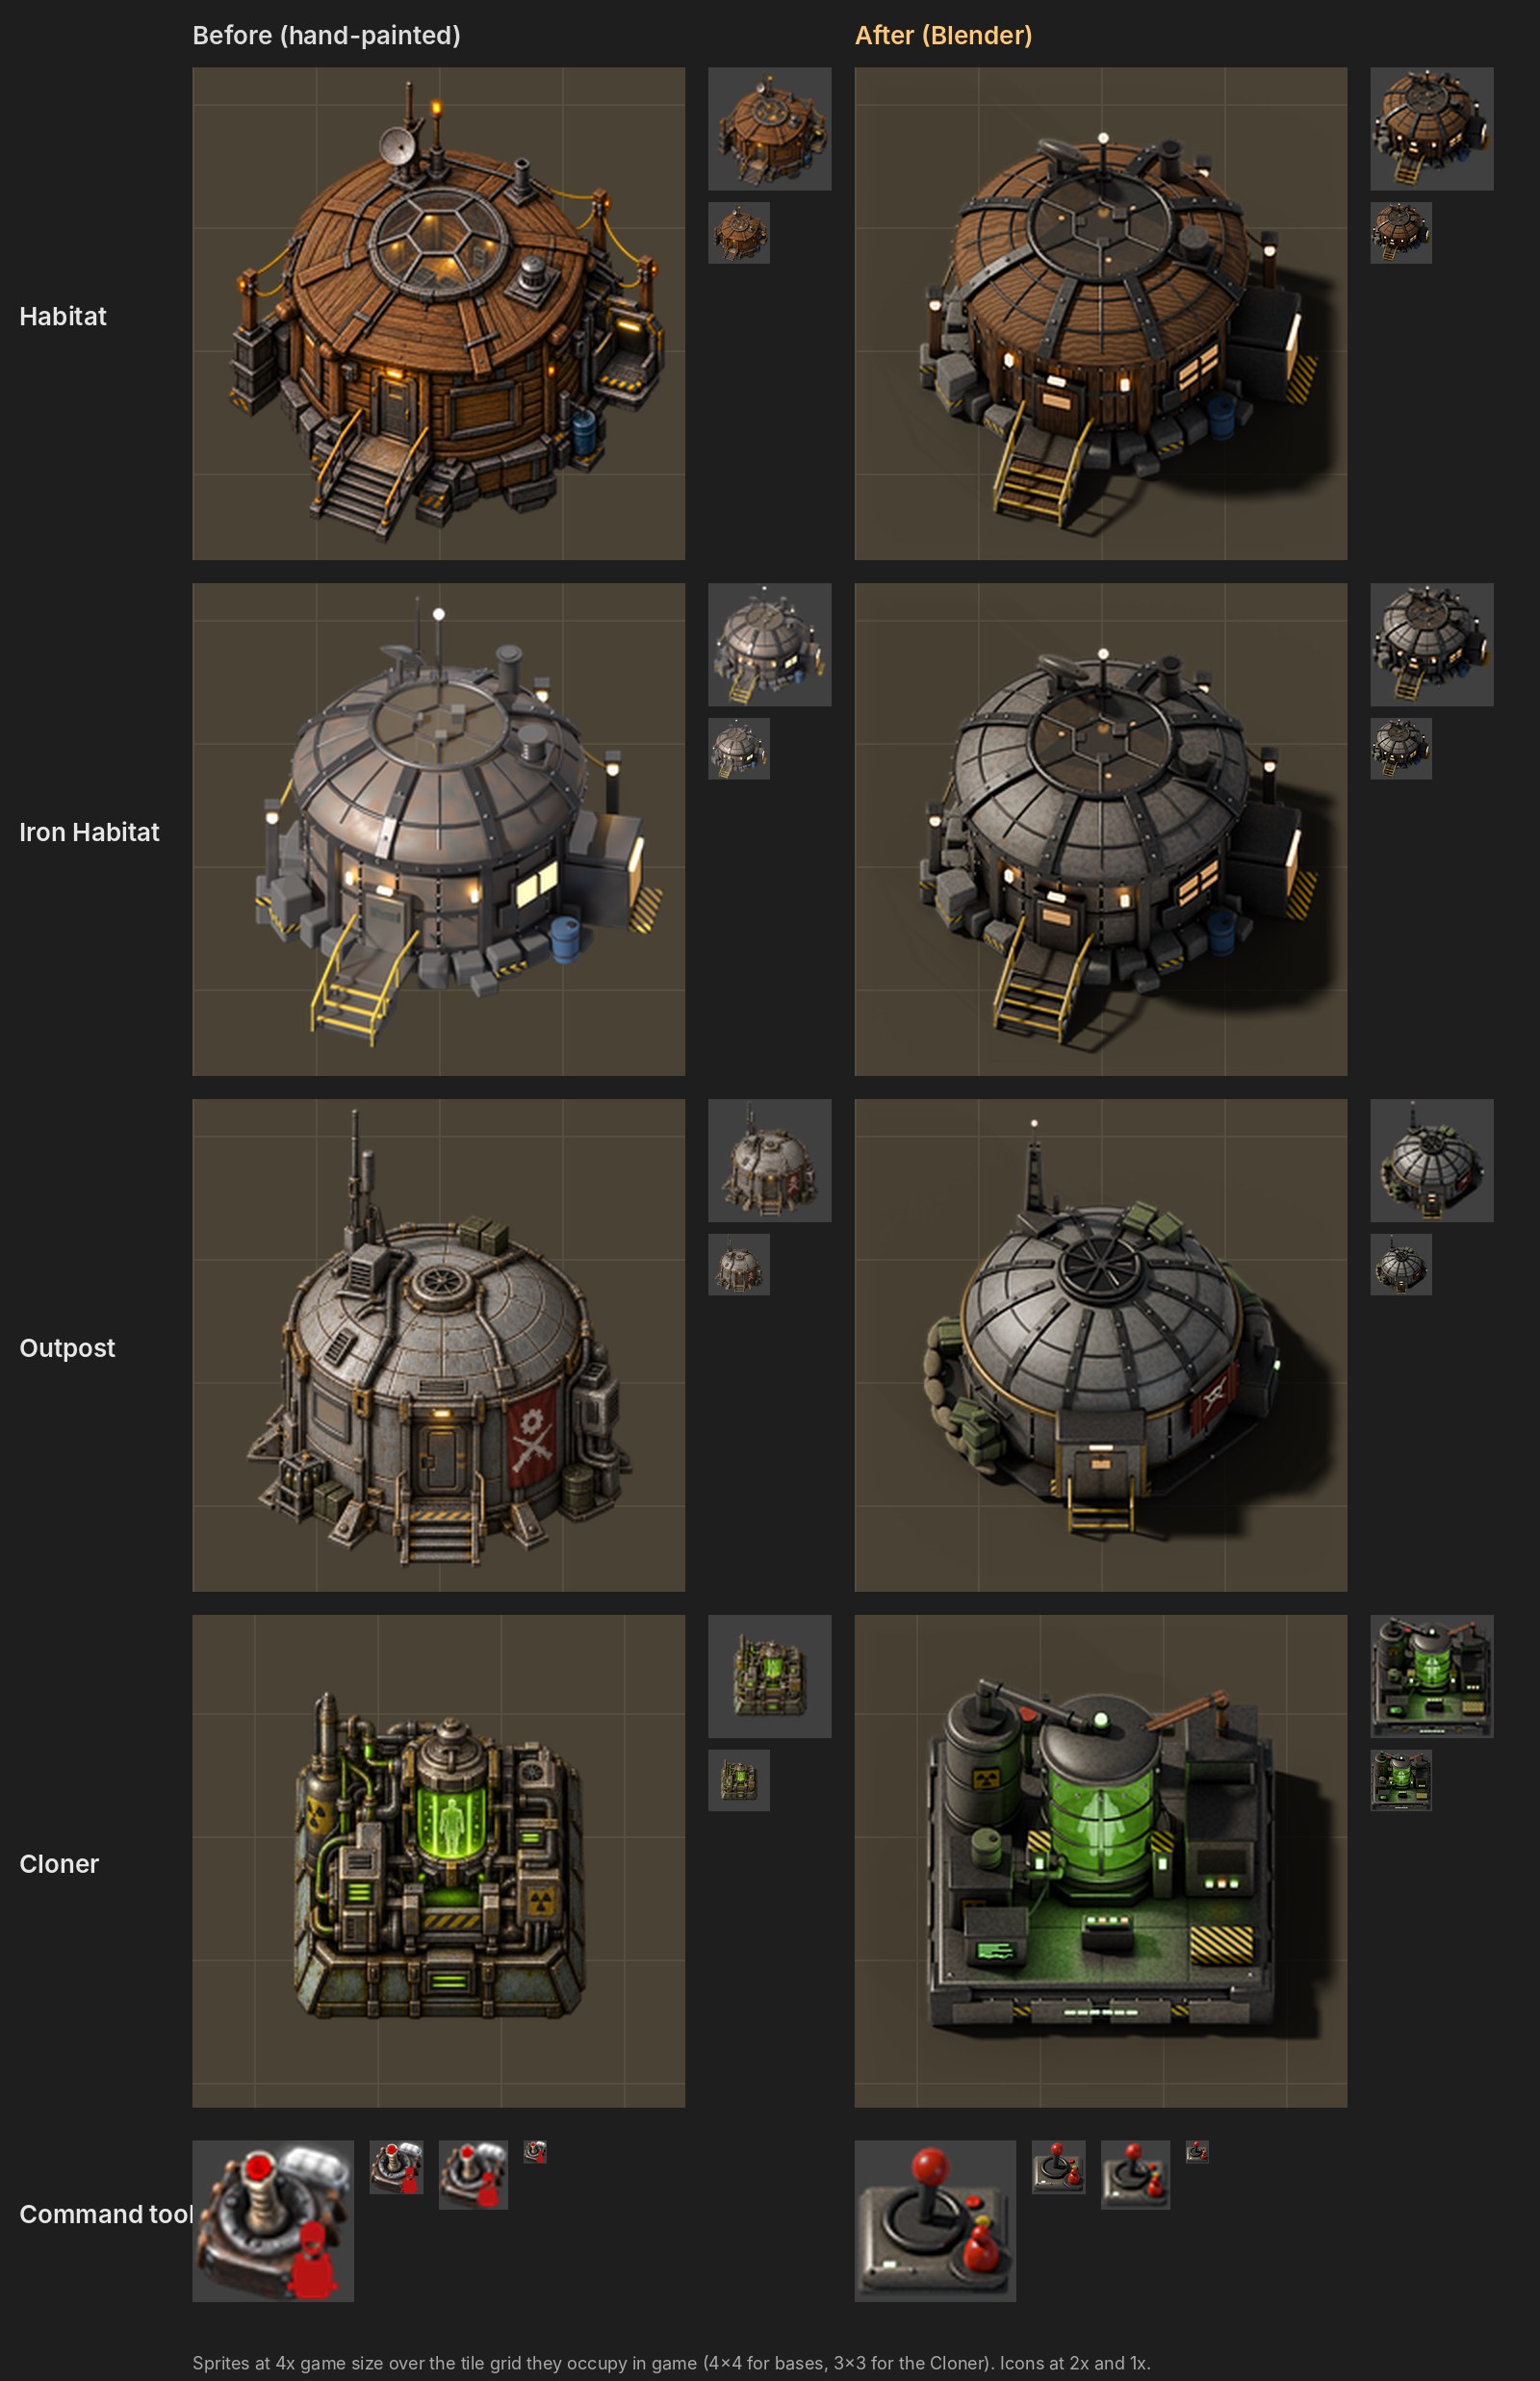 Before (hand-painted)
After (Blender)
Habitat
Iron Habitat
Outpost
Cloner
Command tool
Sprites at 4x game size over the tile grid they occupy in game (4×4 for bases, 3×3 for the Cloner). Icons at 2x and 1x.